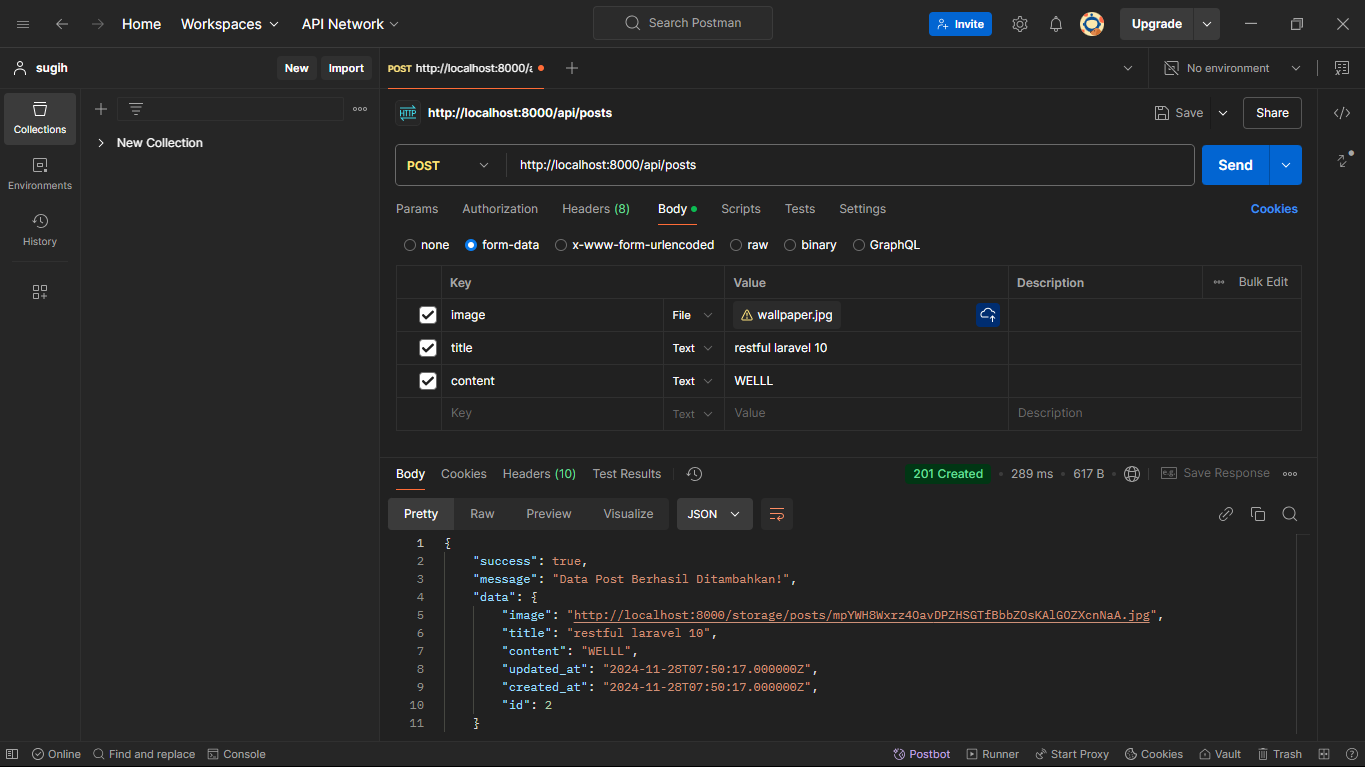 Home Workspaces API Network Search Postman Invite Upgrade
sugih New Import POST http://localhost:8000/a No environment
Collections
Environments
History
New Collection
HTTP http://localhost:8000/api/posts Save Share
POST http://localhost:8000/api/posts Send
Params Authorization Headers (8) Body Scripts Tests Settings Cookies
none form-data x-www-form-urlencoded raw binary GraphQL
Key Value Description Bulk Edit
image File wallpaper.jpg
title Text restful laravel 10
content Text WELLL
Key Text Value Description
Body Cookies Headers (10) Test Results 201 Created 289 ms 617 B e.g. Save Response
Pretty Raw Preview Visualize JSON
1 {
2 "success": true,
3 "message": "Data Post Berhasil Ditambahkan!",
4 "data": {
5 "image": "http://localhost:8000/storage/posts/mpYWH8Wxrz4OavDPZHSGTfBbbZOsKAlGOZXcnNaA.jpg",
6 "title": "restful laravel 10",
7 "content": "WELLL",
8 "updated_at": "2024-11-28T07:50:17.000000Z",
9 "created_at": "2024-11-28T07:50:17.000000Z",
10 "id": 2
11 }
Online Find and replace Console Postbot Runner Start Proxy Cookies Vault Trash